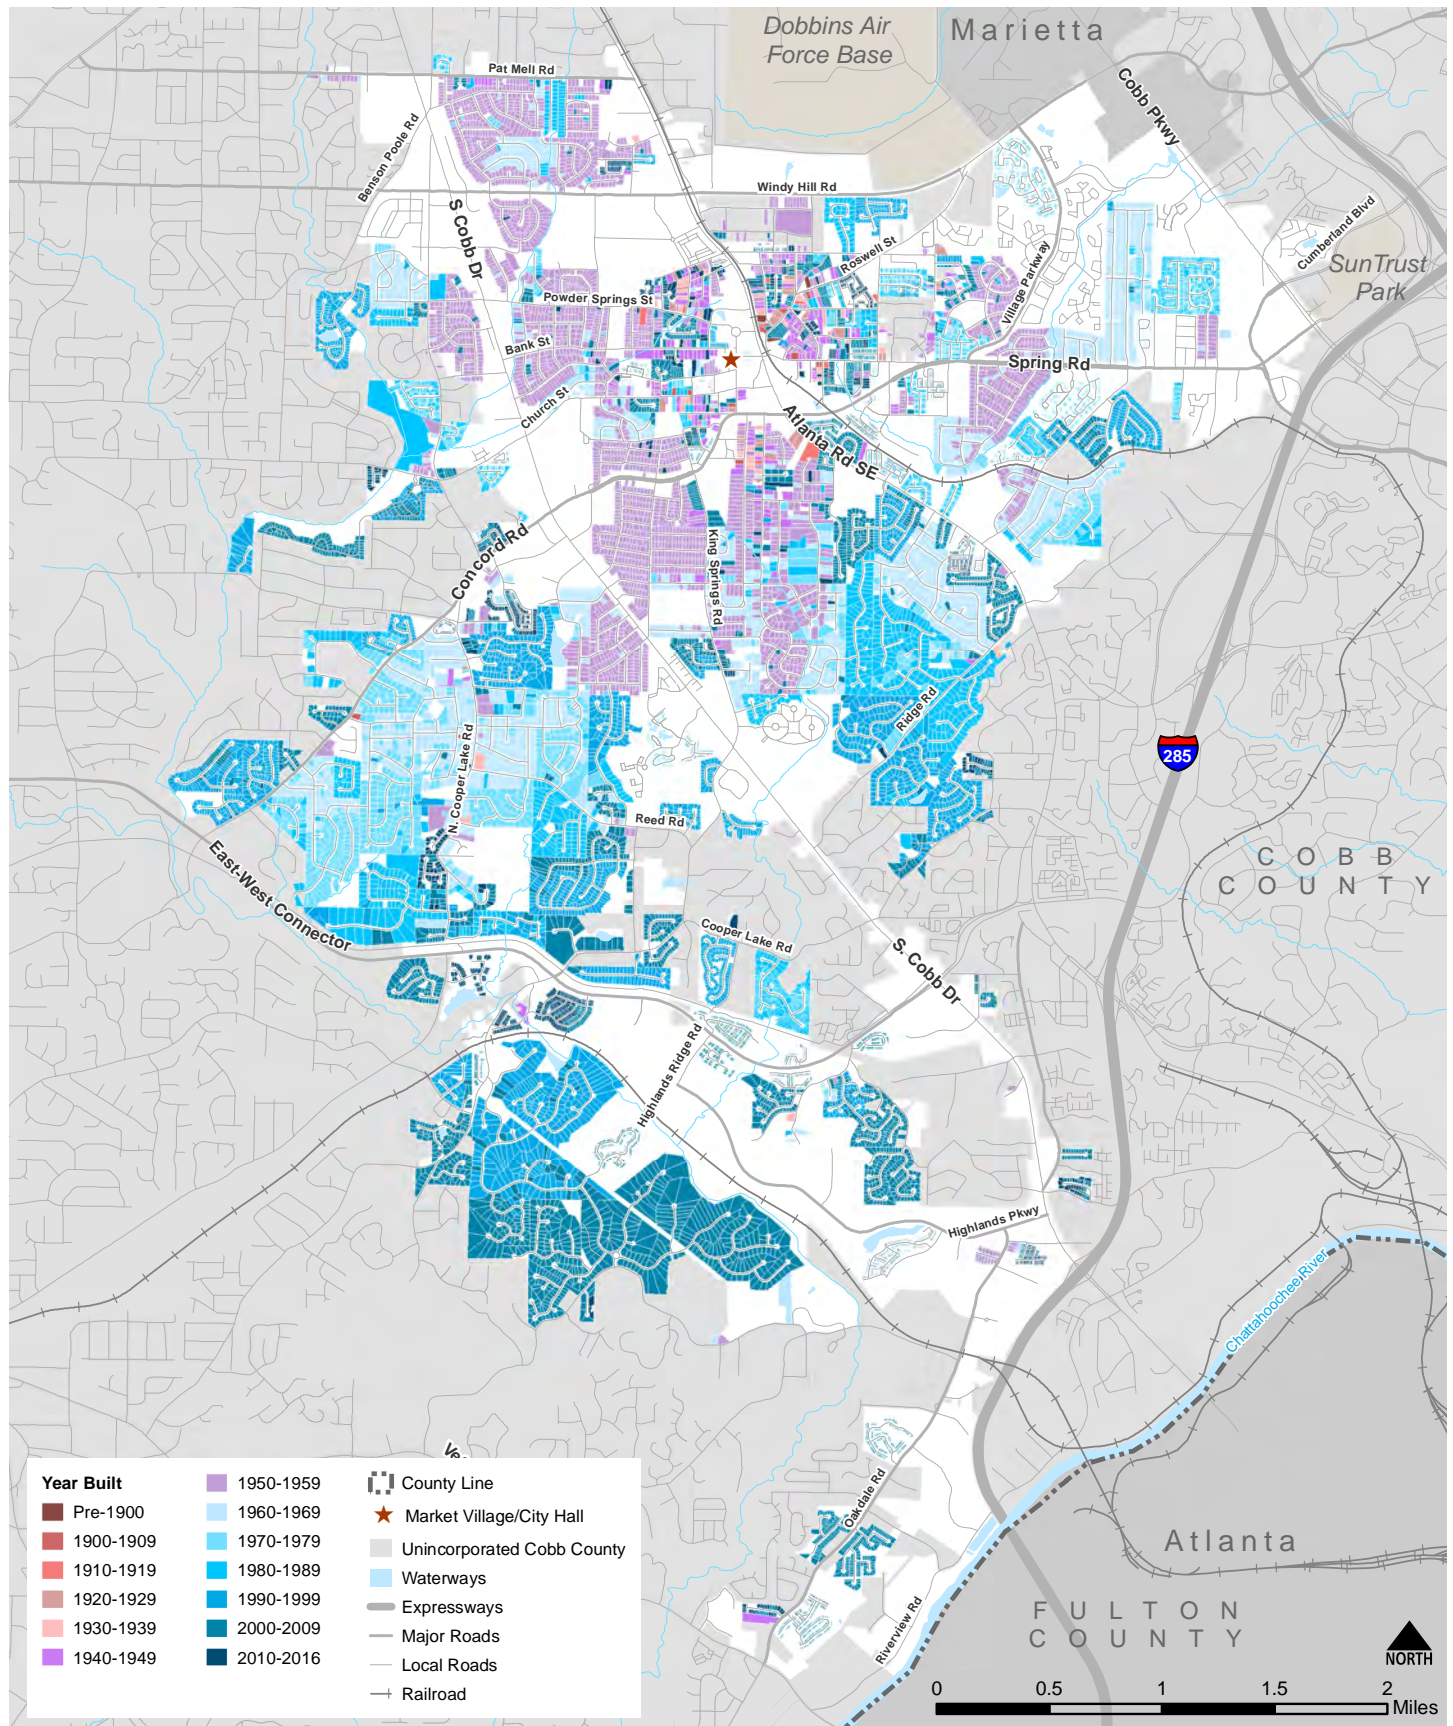 Dobbins Air
Force Base
Marietta
Pat Mell Rd
Cobb Pkwy
Benson Poole Rd
Windy Hill Rd
S Cobb Dr
Cumberland Blvd
Roswell St
SunTrust
Park
Village Parkway
Powder Springs St
Bank St
Spring Rd
Church St
Atlanta Rd SE
Concord Rd
King Springs Rd
Ridge Rd
N. Cooper Lake Rd
285
Reed Rd
COBB
COUNTY
East-West Connector
Cooper Lake Rd
S. Cobb Dr
Highlands Ridge Rd
Highlands Pkwy
Chattahoochee River
Ve
Oakdale Rd
Atlanta
Riverview Rd
FULTON
COUNTY
NORTH
0 0.5 1 1.5 2
Miles
Year Built
Pre-1900
1900-1909
1910-1919
1920-1929
1930-1939
1940-1949
1950-1959
1960-1969
1970-1979
1980-1989
1990-1999
2000-2009
2010-2016
County Line
Market Village/City Hall
Unincorporated Cobb County
Waterways
Expressways
Major Roads
Local Roads
Railroad